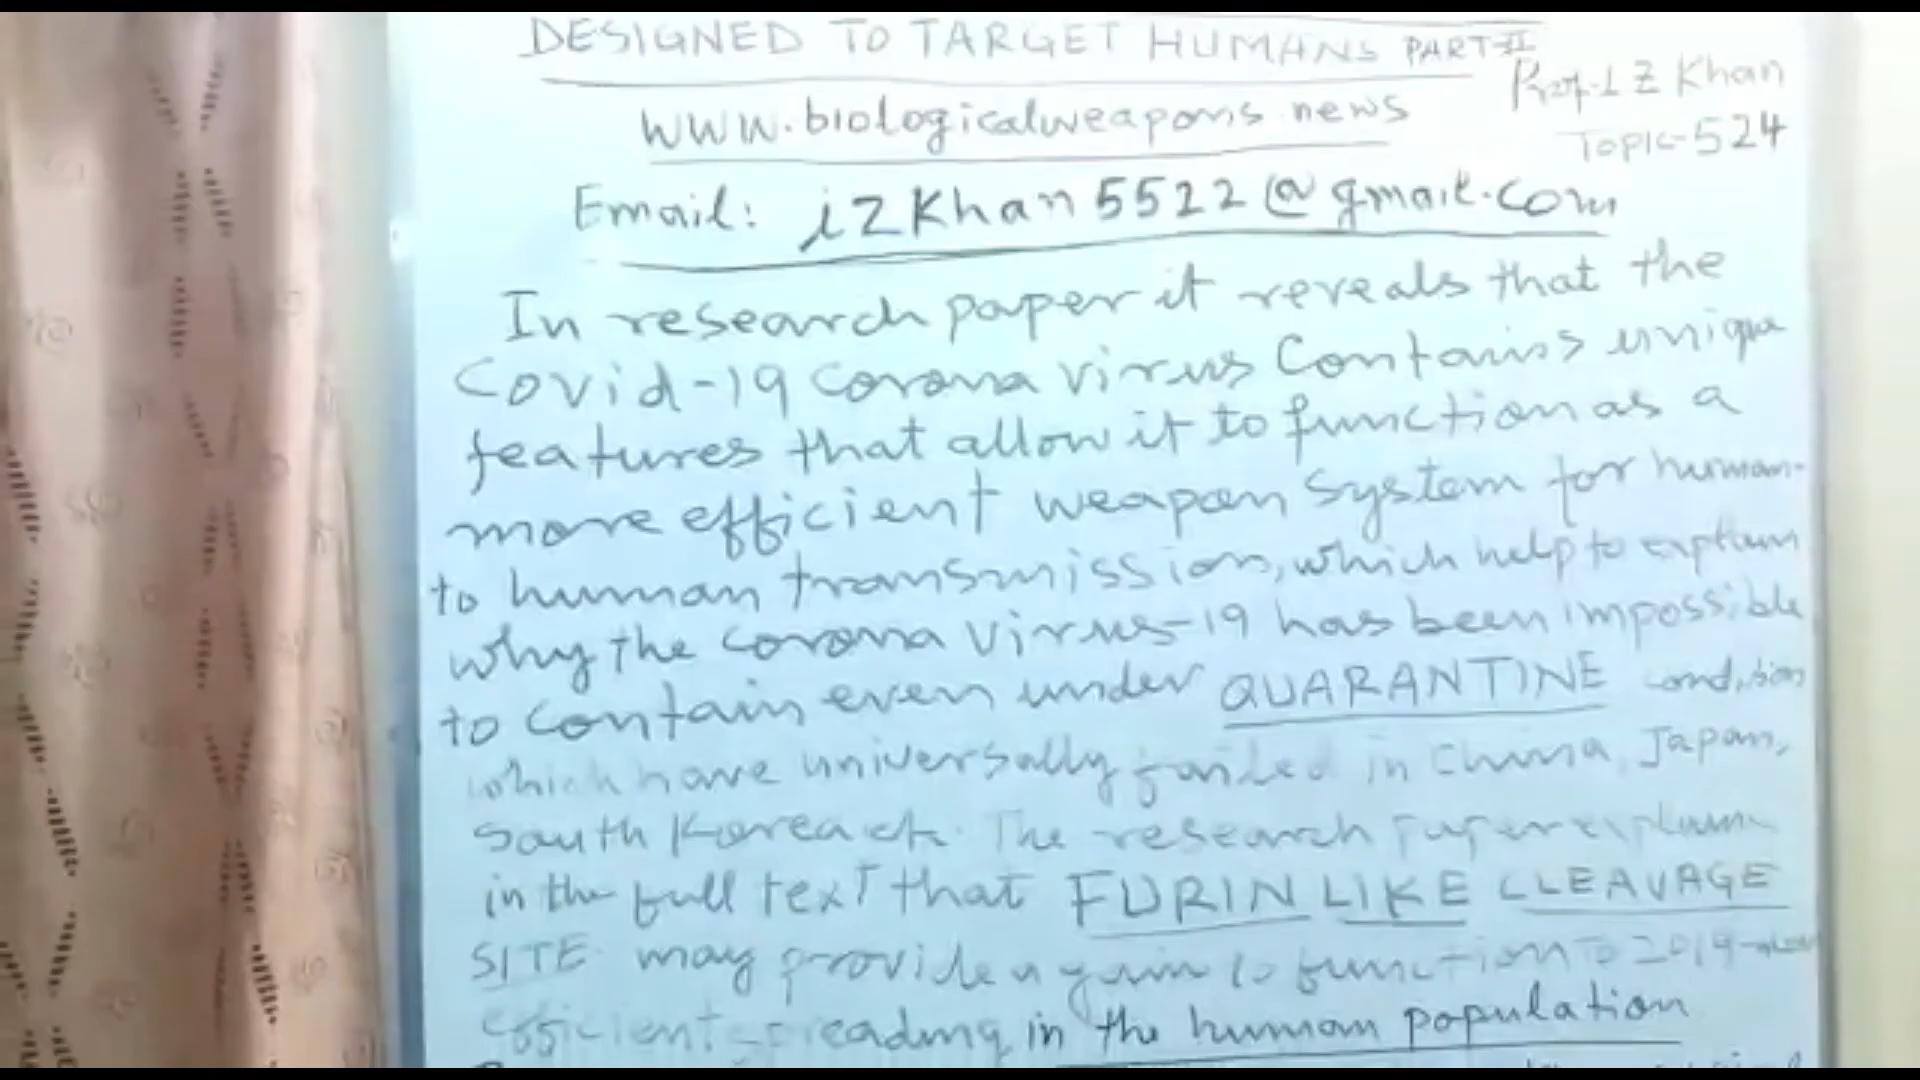 DESIGNED TO TARGET HUMANS PART-II
Prof. I Z Khan
www.biologicalweapons.news
Topic-524
Email: iZKhan5522@gmail.com
In research paper it reveals that the
Covid-19 corona virus Contains unique
features that allow it to function as a
more efficient weapon system for human-
to human transmission, which help to explain
why the corona virus-19 has been impossible
to contain even under QUARANTINE condition
which have universally failed in China, Japan,
South Korea etc. The research paper explains
in the full text that FURIN LIKE CLEAVAGE
SITE may provide a gain to function to 2019-
efficient spreading in the human population